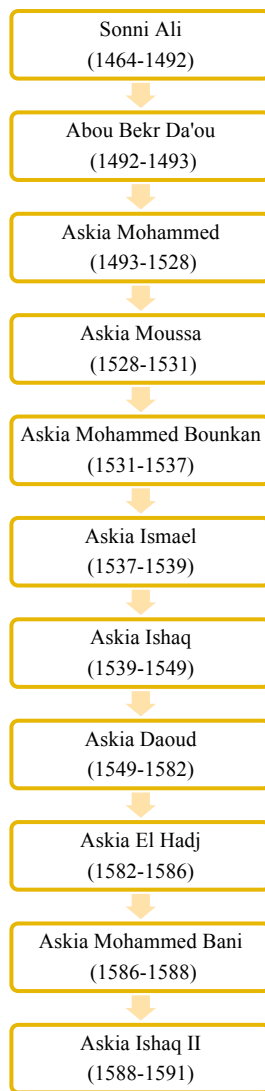 Sonni Ali
(1464-1492)
Abou Bekr Da'ou
(1492-1493)
Askia Mohammed
(1493-1528)
Askia Moussa
(1528-1531)
Askia Mohammed Bounkan
(1531-1537)
Askia Ismael
(1537-1539)
Askia Ishaq
(1539-1549)
Askia Daoud
(1549-1582)
Askia El Hadj
(1582-1586)
Askia Mohammed Bani
(1586-1588)
Askia Ishaq II
(1588-1591)